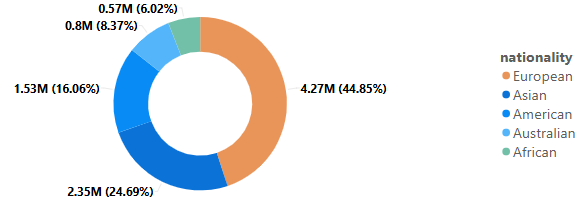 0.57M (6.02%)
0.8M (8.37%)
1.53M (16.06%)
4.27M (44.85%)
2.35M (24.69%)
nationality
European
Asian
American
Australian
African